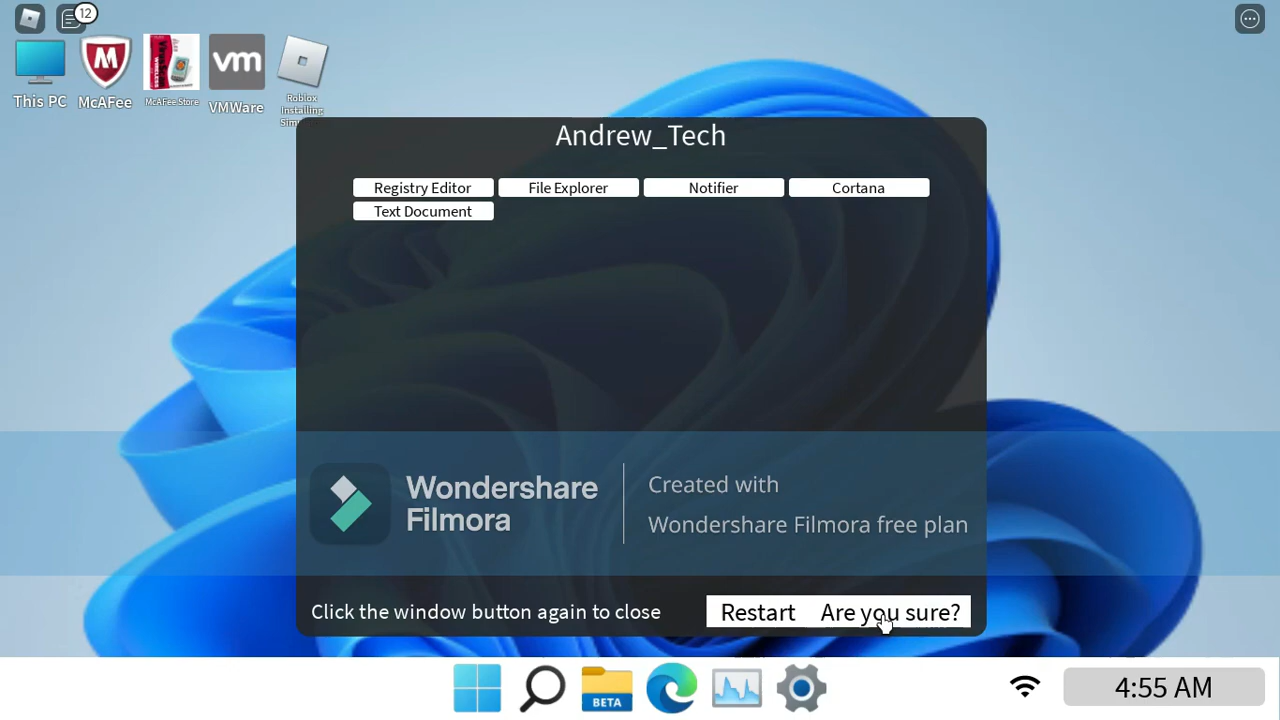 12
This PC
McAfee
McAfee Store
VMWare
Roblox
Installing
vm
Andrew_Tech
Registry Editor
File Explorer
Notifier
Cortana
Text Document
Wondershare
Filmora
Created with
Wondershare Filmora free plan
Click the window button again to close
Restart
Are you sure?
BETA
4:55 AM